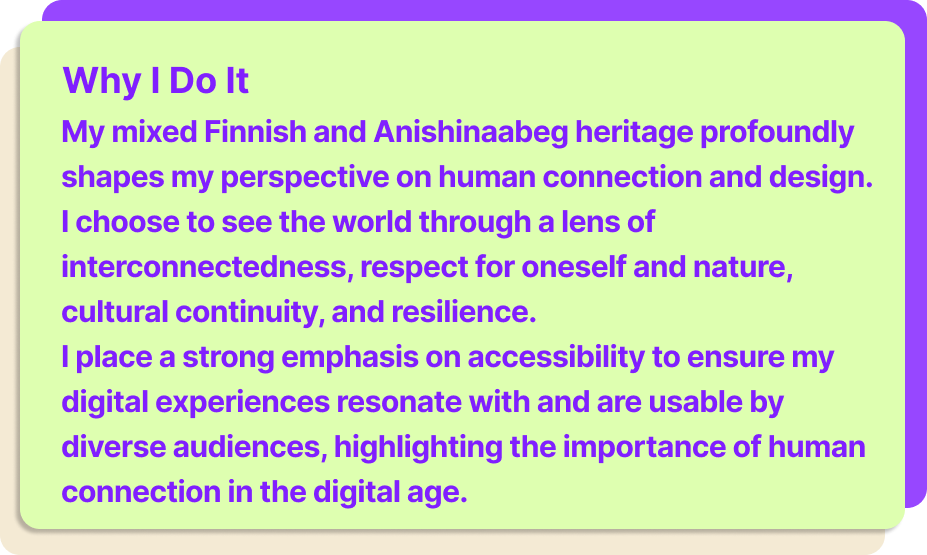 Why I Do It
My mixed Finnish and Anishinaabeg heritage profoundly
shapes my perspective on human connection and design.
I choose to see the world through a lens of
interconnectedness, respect for oneself and nature,
cultural continuity, and resilience.
I place a strong emphasis on accessibility to ensure my
digital experiences resonate with and are usable by
diverse audiences, highlighting the importance of human
connection in the digital age.